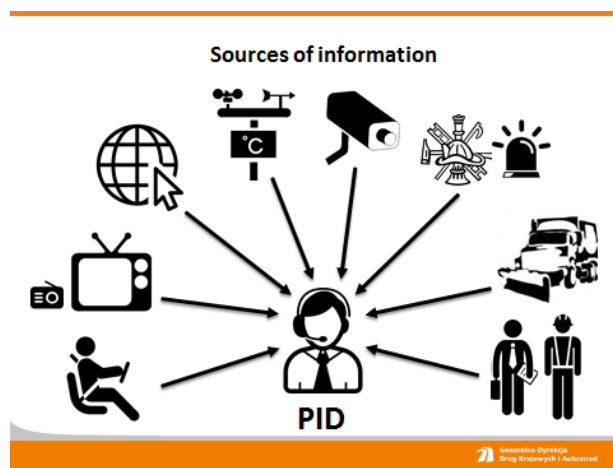 Sources of information
°C
PID
Generalna Dyrekcja
Dróg Krajowych i Autostrad